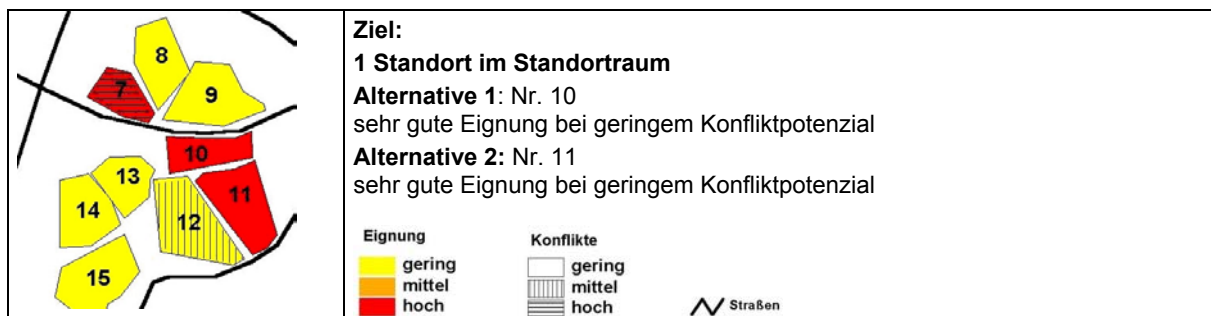 8
7
9
10
13
11
14
12
15
Ziel:
1 Standort im Standortraum
Alternative 1: Nr. 10
sehr gute Eignung bei geringem Konfliktpotenzial
Alternative 2: Nr. 11
sehr gute Eignung bei geringem Konfliktpotenzial
Eignung
gering
mittel
hoch
Konflikte
gering
mittel
hoch
Straßen